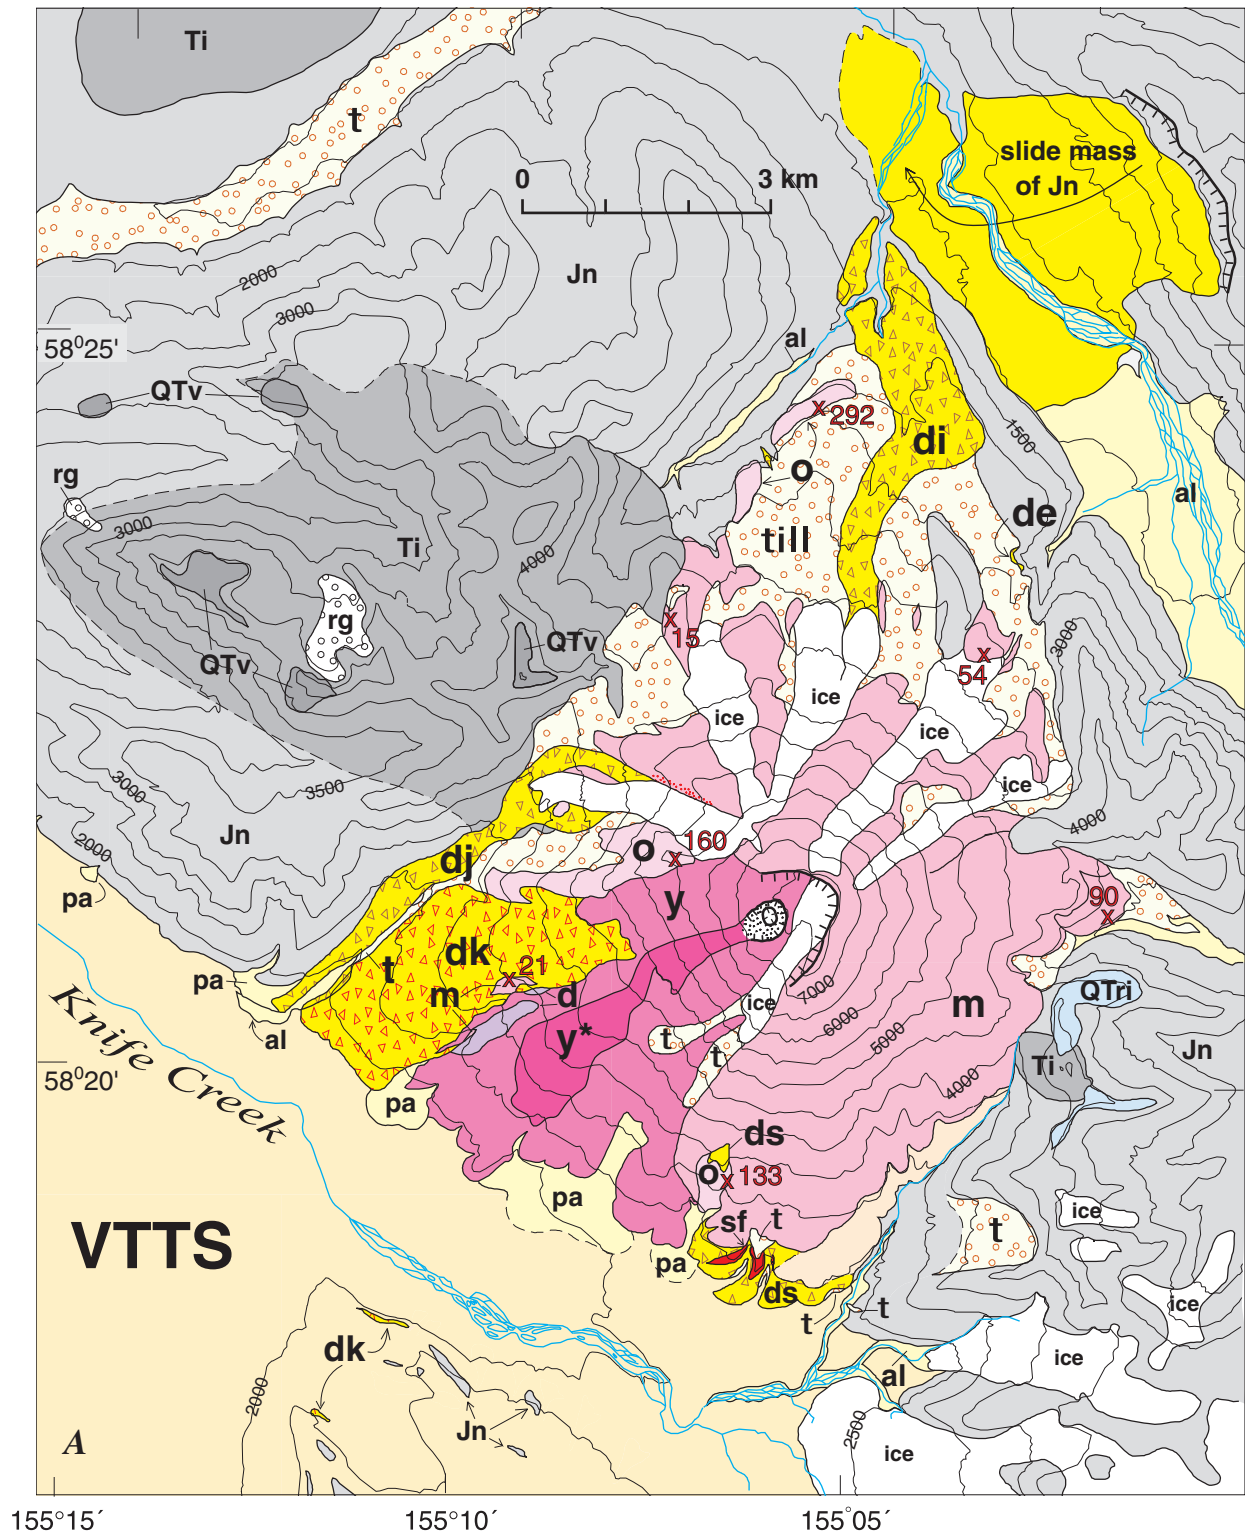 Ti
t
slide mass
of Jn
0
3 km
2000
Jn
3000
al
58⁰25'
QTv
292
di
1500
rg
o
al
3000
de
till
4000
Ti
rg
15
QTv
3000
QTv
54
ice
ice
ice
3000
3500
ice
Jn
4000
2000
160
o
dj
pa
y
90
dk
21
t
m
d
pa
7000
QTri
ice
m
6000
y*
al
t
5000
t
Jn
Ti
58⁰20'
4000
Knife Creek
pa
ds
o
133
pa
ice
sf
t
t
VTTS
pa
ds
t
t
ice
dk
ice
al
2000
Jn
2500
A
ice
155°15´
155°10´
155°05´